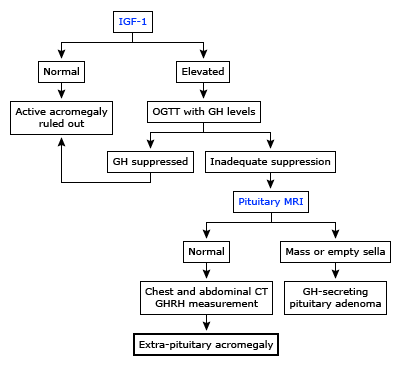 IGF-1
Normal
Elevated
Active acromegaly
ruled out
OGTT with GH levels
GH suppressed
Inadequate suppression
Pituitary MRI
Normal
Mass or empty sella
Chest and abdominal CT
GHRH measurement
GH-secreting
pituitary adenoma
Extra-pituitary acromegaly